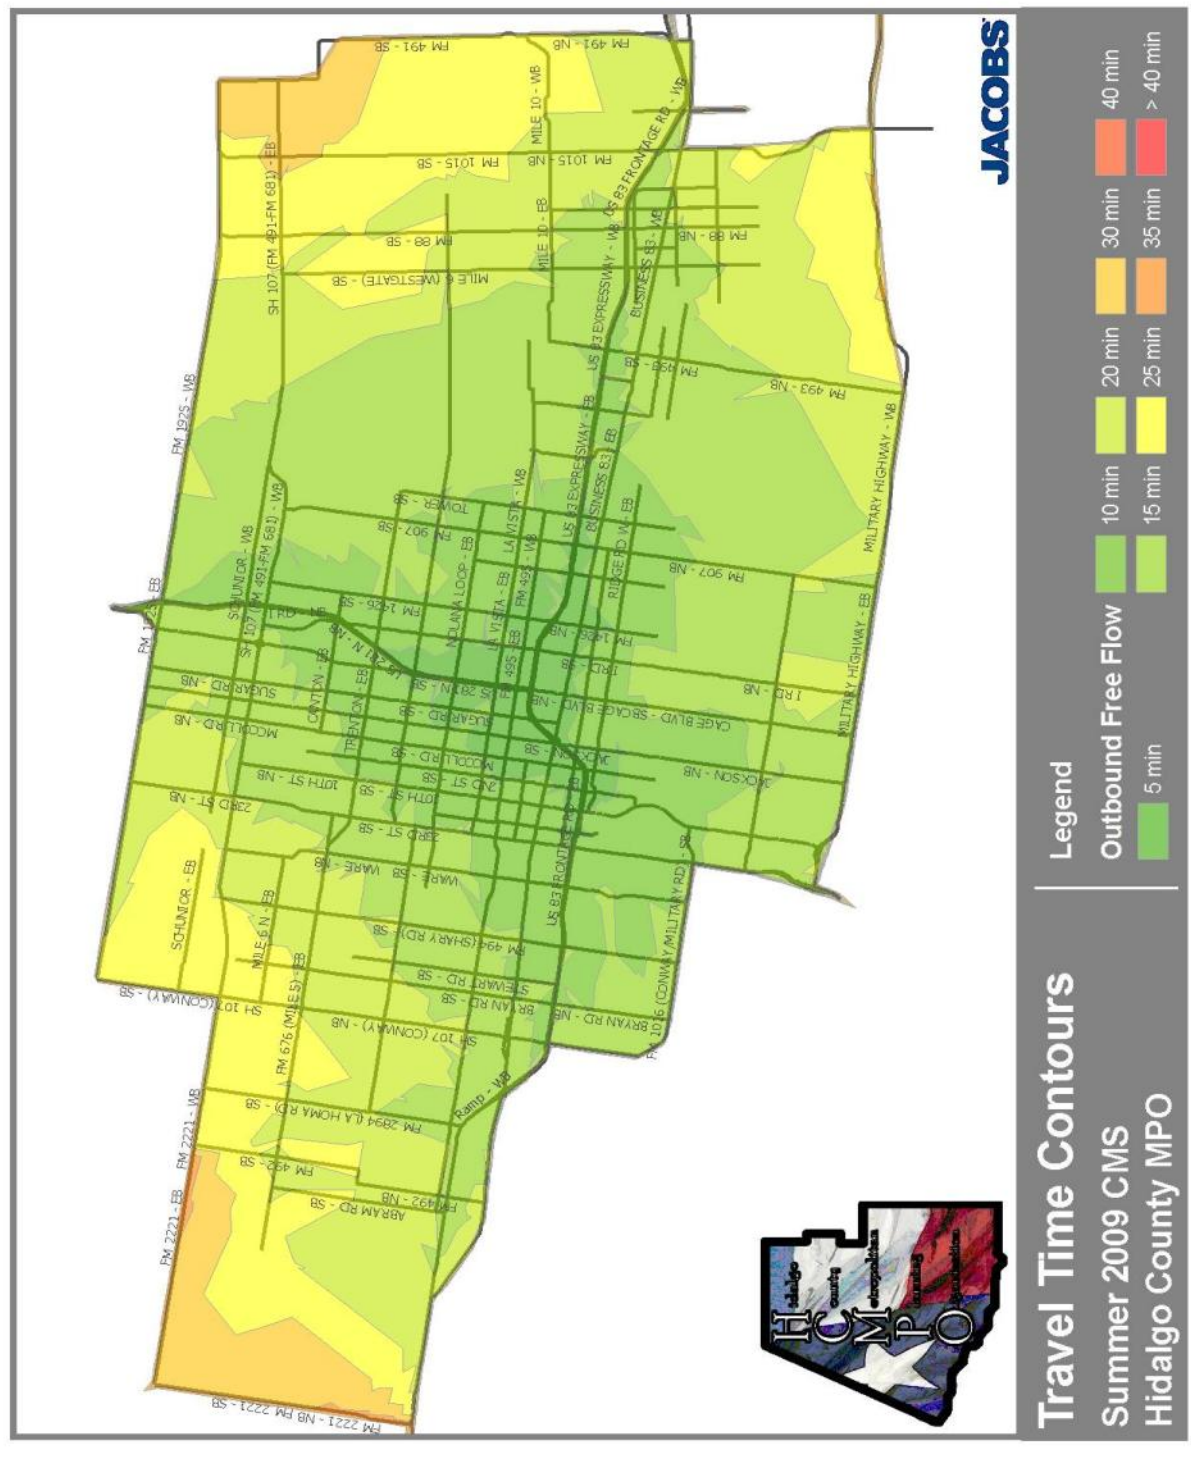 FM 491 - SB
FM 491 - NB
SH 107 (FM 491-FM 681) - EB
FM 1015 - SB
FM 1015 - NB
MILE 10 - WB
US 83 FRONTAGE RD - WB
FM 88 - SB
FM 88 - NB
MILE 10 - EB
MILE 6 (WESTGATE) - SB
US 83 EXPRESSWAY - WB
BUSINESS 83 - WB
FM 1925 - WB
FM 493 - SB
FM 493 - NB
MILITARY HIGHWAY - WB
US 83 EXPRESSWAY - EB
BUSINESS 83 - EB
TOWER - SB
FM 907 - SB
FM 907 - NB
LA VISTA - WB
FM 495 - WB
RIDGE RD W - EB
SCHUNIOR - WB
SH 107 (FM 491-FM 681) - WB
NOLANA LOOP - EB
LA VISTA - EB
FM 1426 - SB
FM 1426 - NB
I RD - SB
I RD - NB
US 281 N - NB
US 281 N - SB
MILITARY HIGHWAY - EB
SUGAR RD - NB
SUGAR RD - SB
TRENTON - EB
CAGE BLVD - NB
CAGE BLVD - SB
MCCOLL RD - NB
MCCOLL RD - SB
JACKSON - SB
JACKSON - NB
2ND ST - SB
10TH ST - NB
10TH ST - SB
23RD ST - NB
23RD ST - SB
WARE - NB
WARE - SB
US 83 FRONTAGE RD - EB
FM 1016 (CONWAY/MILITARY RD) - SB
SCHUNIOR - EB
MILE 6 N - EB
FM 494 (SHARY RD) - SB
STEWART RD - SB
BRYAN RD - SB
BRYAN RD - NB
SH 107 (CONWAY) - SB
SH 107 (CONWAY) - NB
FM 676 (MILE 5) - EB
Ramp - WB
FM 2894 (LA HOMA RD) - SB
FM 2221 - WB
FM 492 - SB
FM 492 - NB
ABRAM RD - SB
FM 2221 - EB
FM 2221 - SB
FM 2221 - NB
JACOBS
Hidalgo
County
Metropolitan
Planning
Organization
Travel Time Contours
Summer 2009 CMS
Hidalgo County MPO
Legend
Outbound Free Flow
5 min
10 min
15 min
20 min
25 min
30 min
35 min
40 min
> 40 min